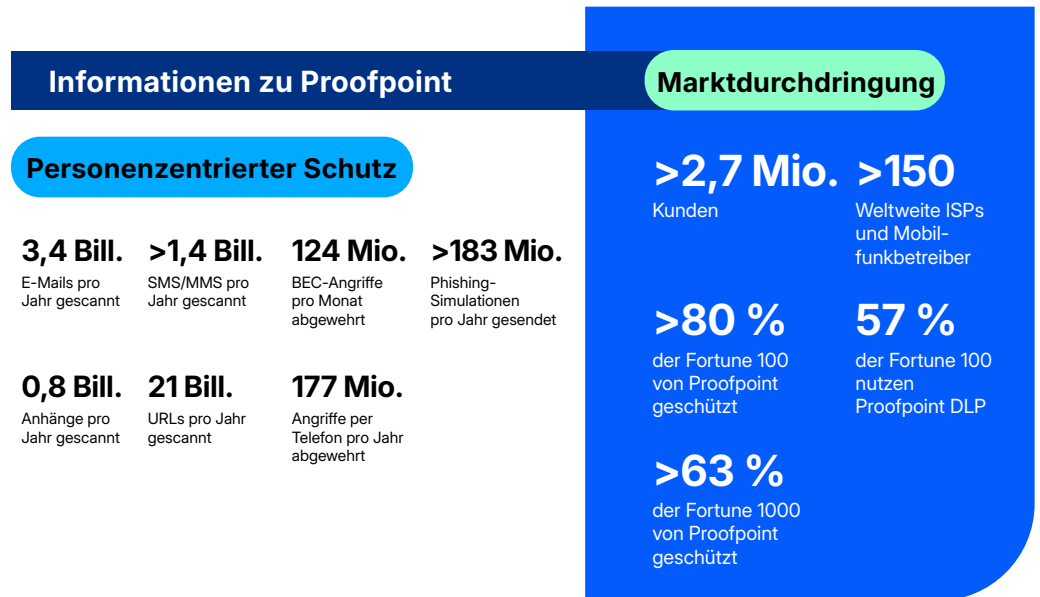 Informationen zu Proofpoint
Marktdurchdringung
Personenzentrierter Schutz
3,4 Bill.
E-Mails pro
Jahr gescannt
>1,4 Bill.
SMS/MMS pro
Jahr gescannt
124 Mio.
BEC-Angriffe
pro Monat
abgewehrt
>183 Mio.
Phishing-
Simulationen
pro Jahr gesendet
0,8 Bill.
Anhänge pro
Jahr gescannt
21 Bill.
URLs pro Jahr
gescannt
177 Mio.
Angriffe per
Telefon pro Jahr
abgewehrt
>2,7 Mio.
Kunden
>150
Weltweite ISPs
und Mobil-
funkbetreiber
>80 %
der Fortune 100
von Proofpoint
geschützt
57 %
der Fortune 100
nutzen
Proofpoint DLP
>63 %
der Fortune 1000
von Proofpoint
geschützt